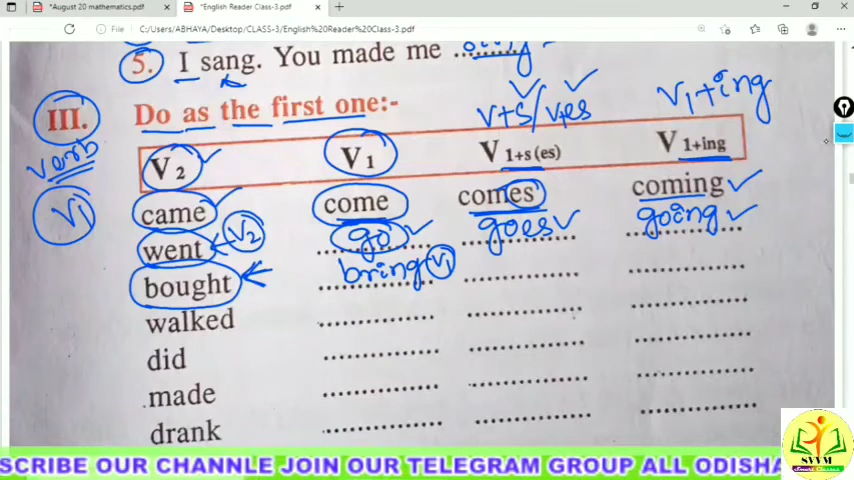 *August 20 mathematics.pdf
*English Reader Class-3.pdf
File
C:/Users/ABHAYA/Desktop/CLASS-3/English%20Reader%20Class-3.pdf
5. I sang. You made me ............
III. Do as the first one:-
V+S/V+es V1+ing
verb
V2 V1 V 1+s(es) V 1+ing
V1
came come comes coming
went V2 go goes going
bought bring V1
walked
did
made
drank
SVVM
Smart Classes
SCRIBE OUR CHANNLE JOIN OUR TELEGRAM GROUP ALL ODISHA